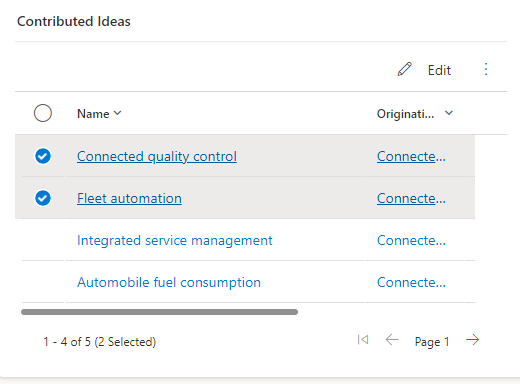 Contributed Ideas
Edit
Name Originati...
Connected quality control Connecte...
Fleet automation Connecte...
Integrated service management Connecte...
Automobile fuel consumption Connecte...
1 - 4 of 5 (2 Selected) Page 1